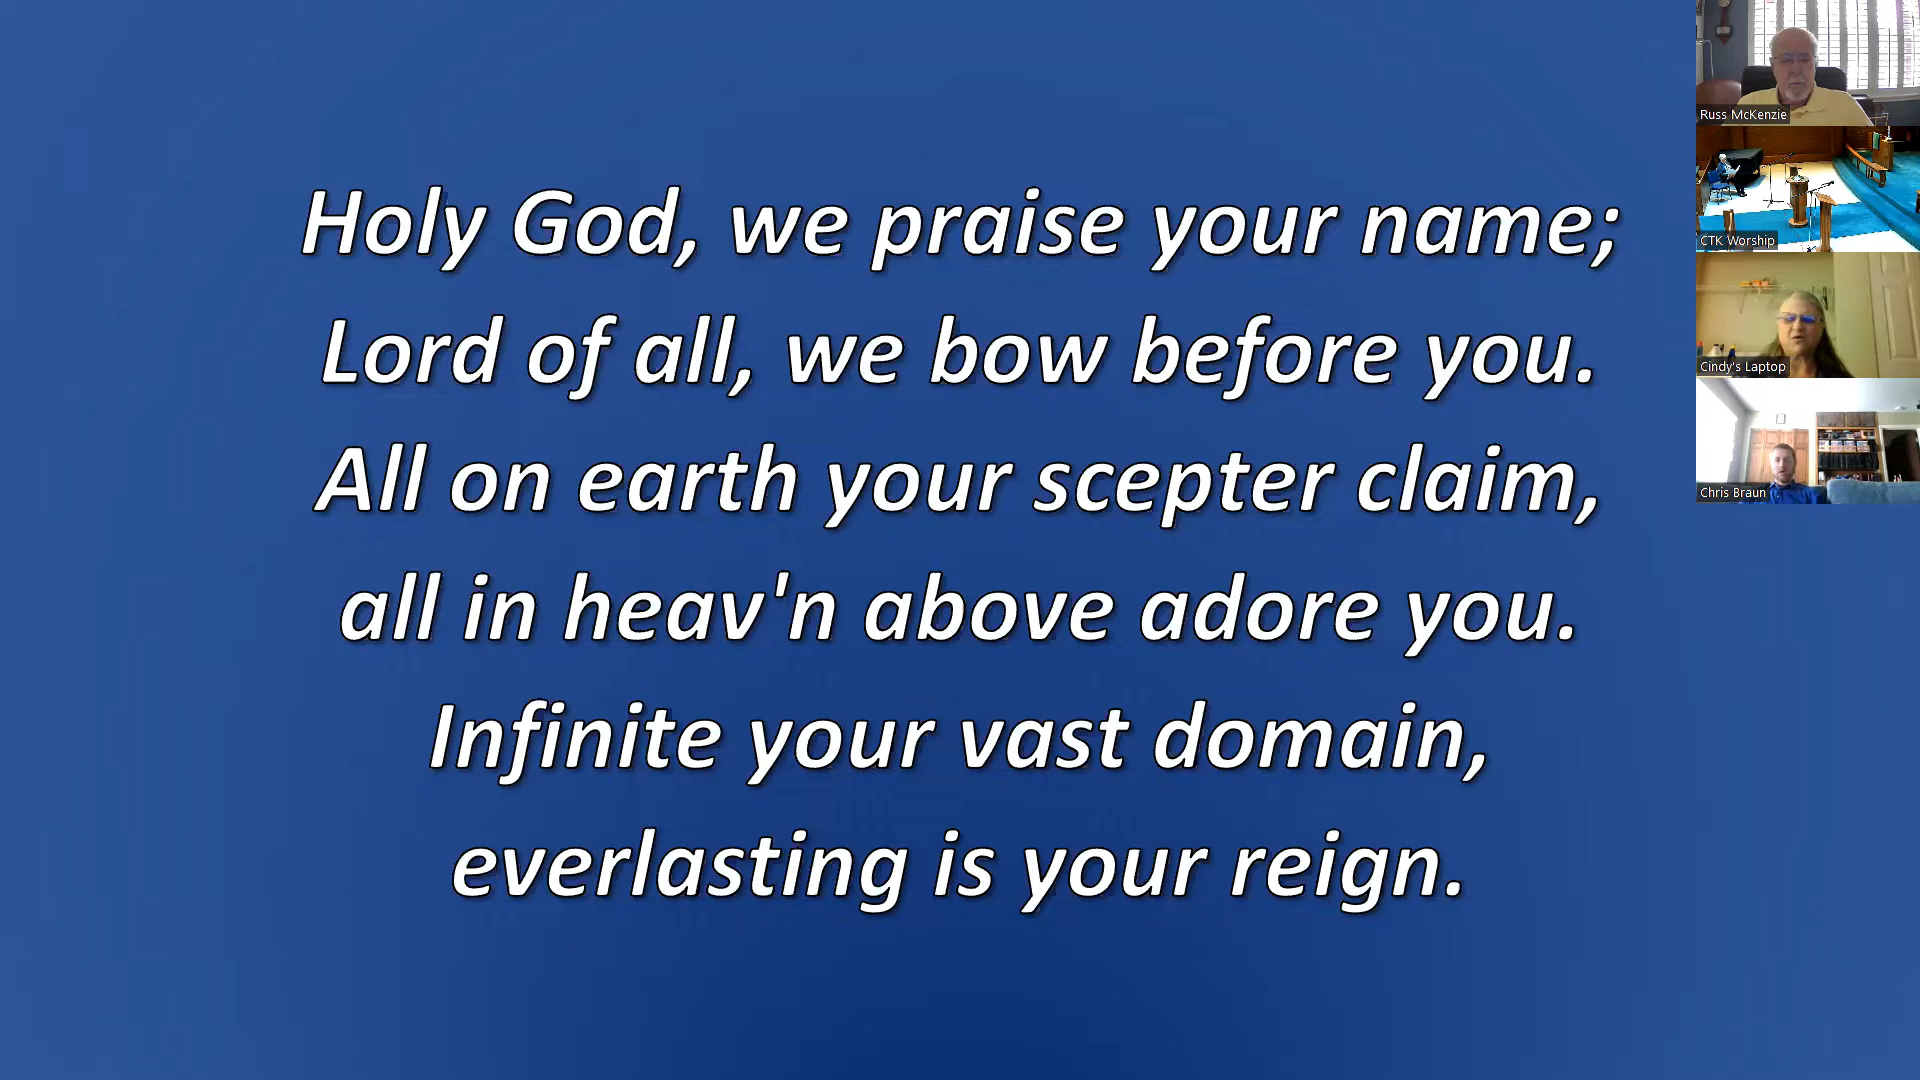 Holy God, we praise your name;
Lord of all, we bow before you.
All on earth your scepter claim,
all in heav'n above adore you.
Infinite your vast domain,
everlasting is your reign.
Russ McKenzie
CTK Worship
Cindy's Laptop
Chris Braun